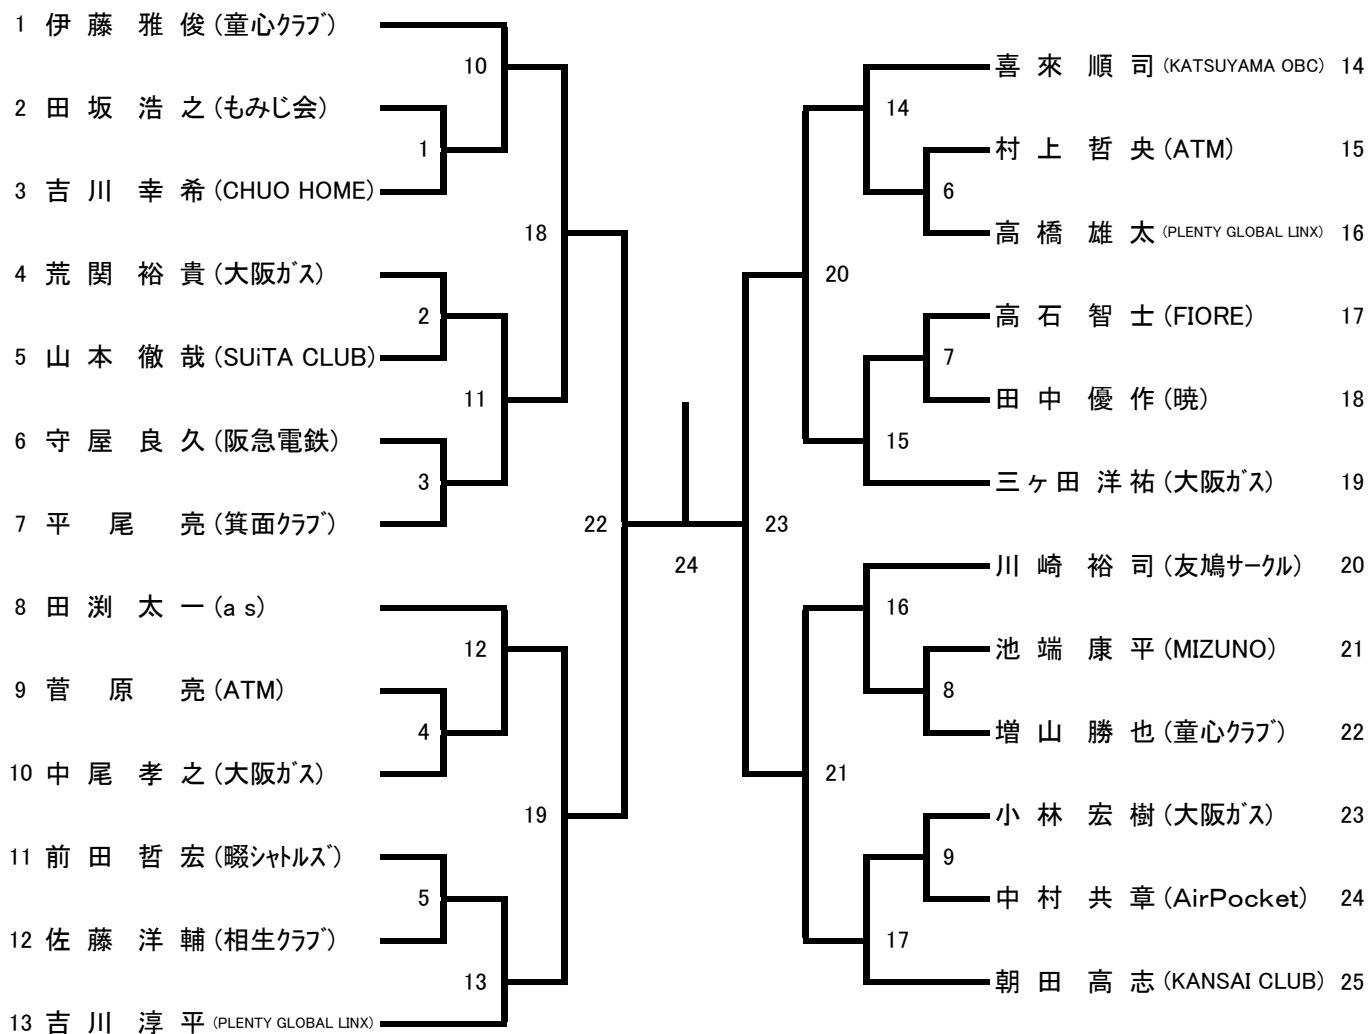 1 伊藤雅俊(童心ｸﾗﾌﾞ)
10
2 田坂浩之(もみじ会)
1
3 吉川幸希(CHUO HOME)
18
4 荒関裕貴(大阪ｶﾞｽ)
2
5 山本徹哉(SUiTA CLUB)
11
6 守屋良久(阪急電鉄)
3
7 平尾亮(箕面ｸﾗﾌﾞ)
22
24
8 田渕太一(a s)
12
9 菅原亮(ATM)
4
10 中尾孝之(大阪ｶﾞｽ)
19
11 前田哲宏(畷ｼｬﾄﾙｽﾞ)
5
12 佐藤洋輔(相生ｸﾗﾌﾞ)
13
13 吉川淳平(PLENTY GLOBAL LINX)
喜來順司(KATSUYAMA OBC) 14
14
村上哲央(ATM) 15
6
高橋雄太(PLENTY GLOBAL LINX) 16
20
高石智士(FIORE) 17
7
田中優作(暁) 18
15
三ヶ田洋祐(大阪ｶﾞｽ) 19
23
川崎裕司(友鳩ｻｰｸﾙ) 20
16
池端康平(MIZUNO) 21
8
増山勝也(童心ｸﾗﾌﾞ) 22
21
小林宏樹(大阪ｶﾞｽ) 23
9
中村共章(AirPocket) 24
17
朝田高志(KANSAI CLUB) 25